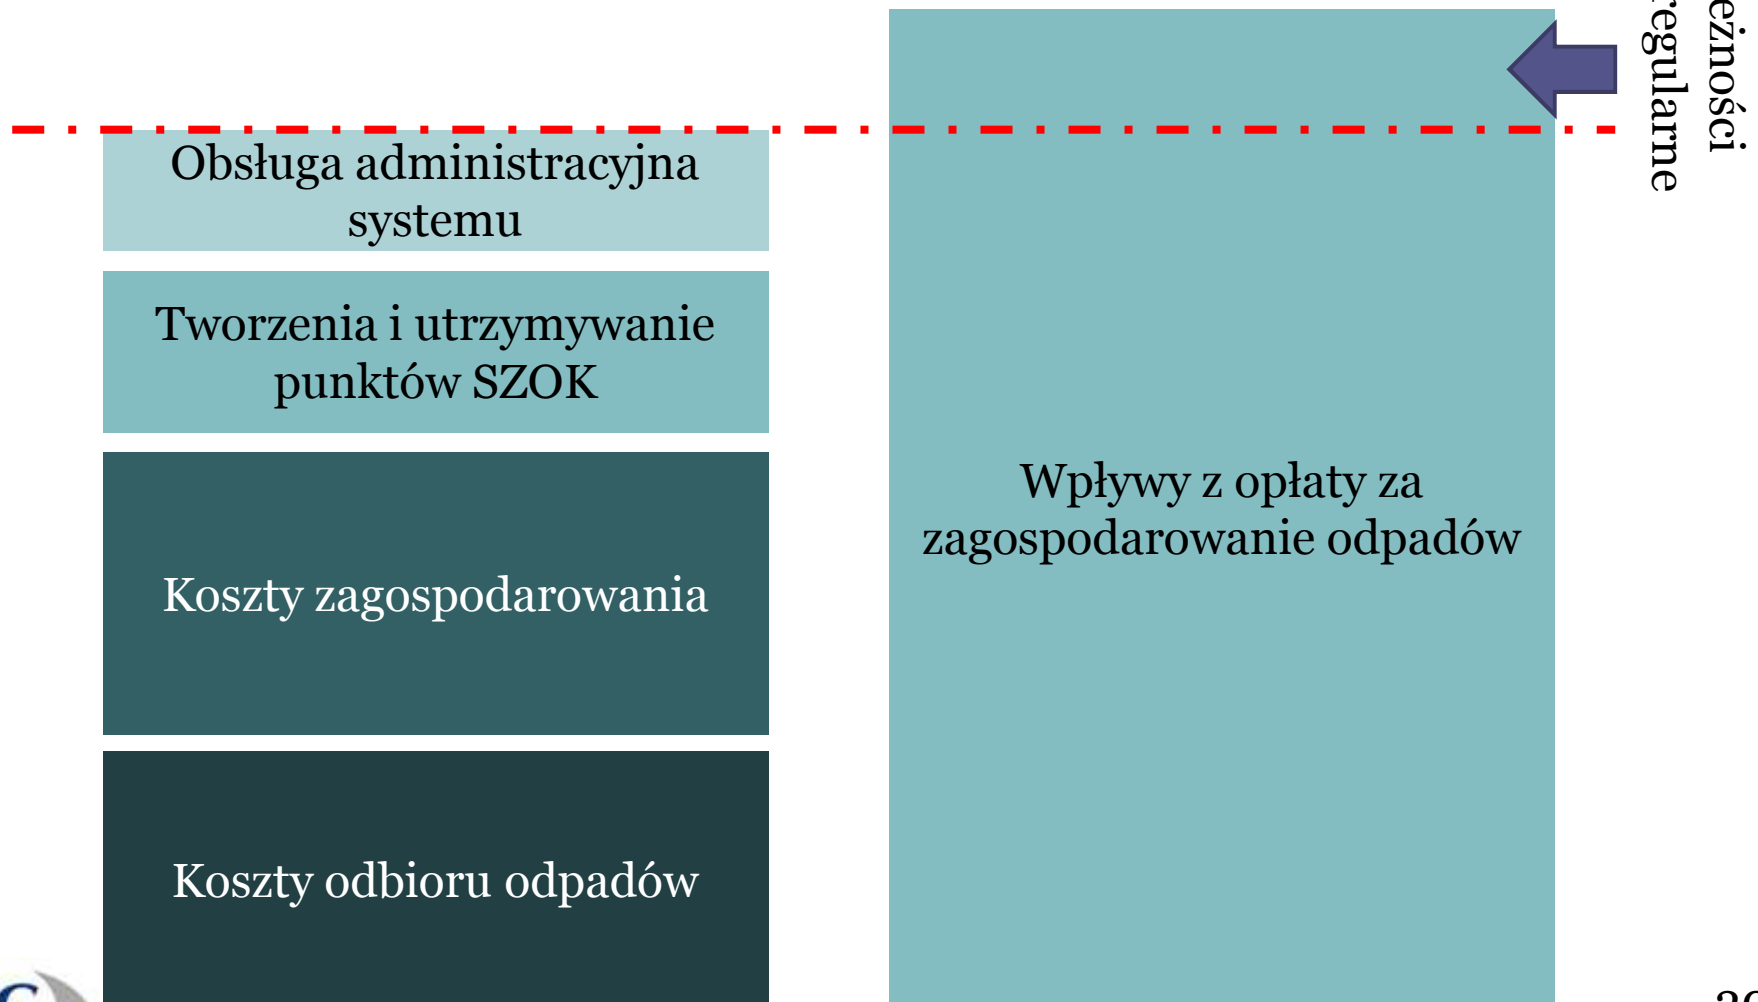 Obsługa administracyjna
systemu
Tworzenia i utrzymywanie
punktów SZOK
Koszty zagospodarowania
Koszty odbioru odpadów
Wpływy z opłaty za
zagospodarowanie odpadów